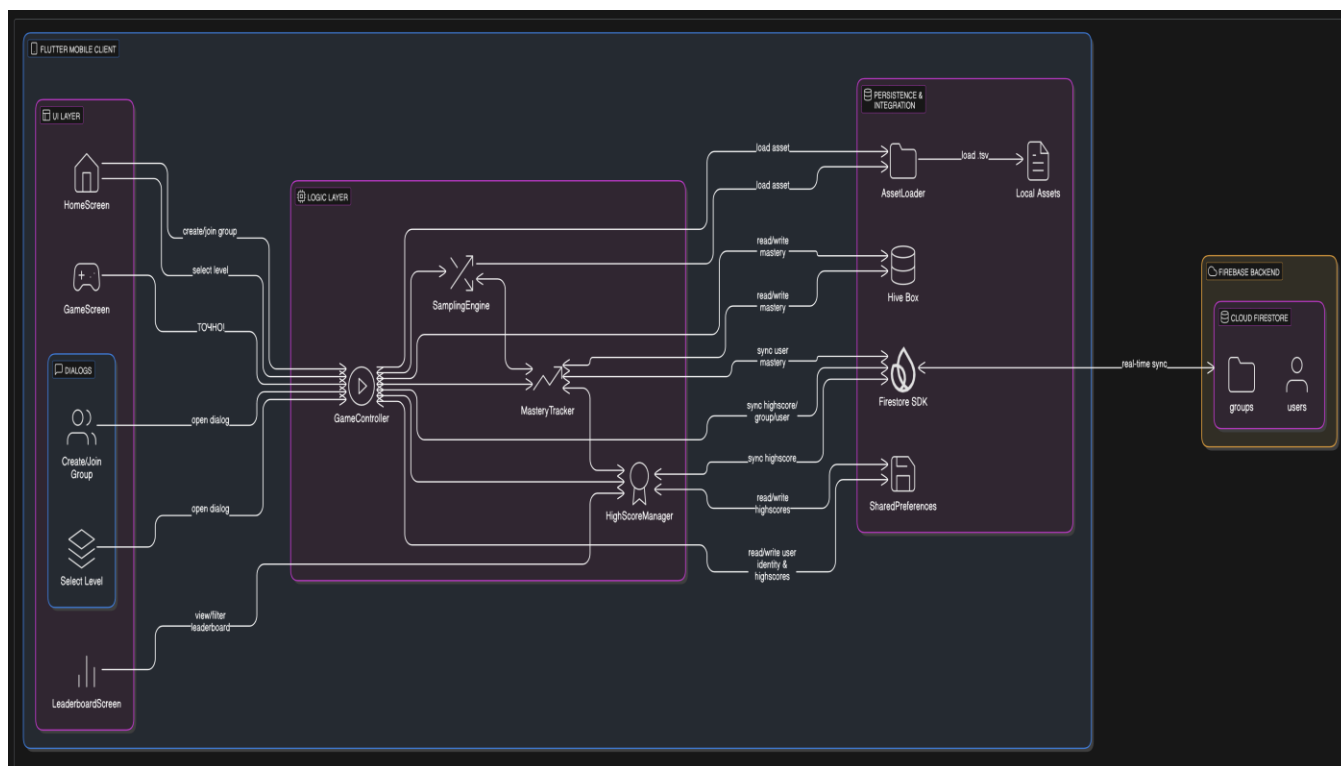 FLUTTER MOBILE CLIENT
UI LAYER
HomeScreen
GameScreen
DIALOGS
Create/Join
Group
Select Level
LeaderboardScreen
create/join group
select level
ТОЧНО!
open dialog
open dialog
view/filter
leaderboard
LOGIC LAYER
SamplingEngine
GameController
MasteryTracker
HighScoreManager
load asset
load asset
read/write
mastery
read/write
mastery
sync user
mastery
sync highscore/
group/user
sync highscore
read/write
highscores
read/write user
identity &
highscores
PERSISTENCE &
INTEGRATION
AssetLoader
load .tsv
Local Assets
Hive Box
Firestore SDK
SharedPreferences
real-time sync
FIREBASE BACKEND
CLOUD FIRESTORE
groups
users